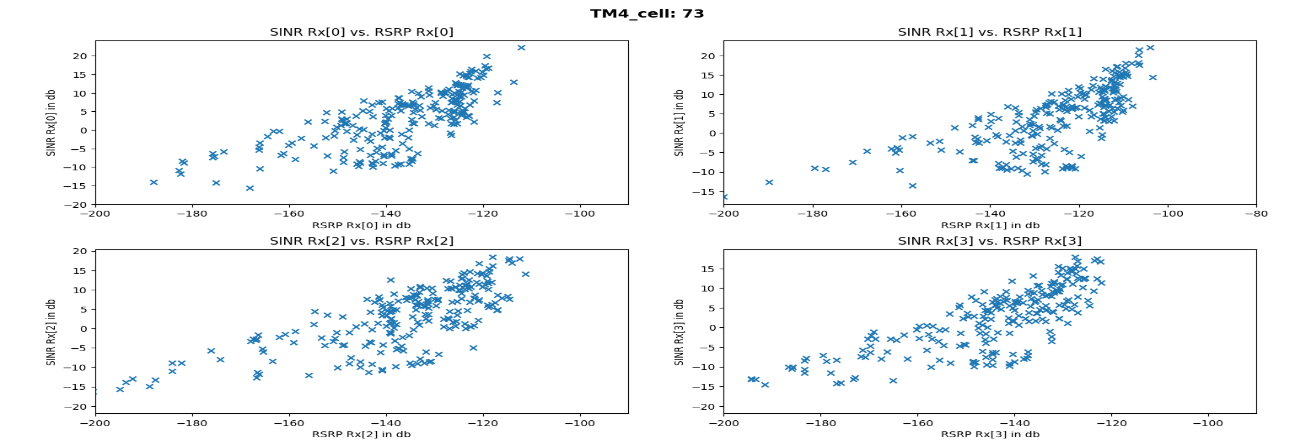 TM4_cell: 73
SINR Rx[0] vs. RSRP Rx[0]
SINR Rx[0] in db
20
15
10
5
0
−5
−10
−15
−20
−200 −180 −160 −140 −120 −100
RSRP Rx[0] in db
SINR Rx[1] vs. RSRP Rx[1]
SINR Rx[1] in db
20
15
10
5
0
−5
−10
−15
−200 −180 −160 −140 −120 −100 −80
RSRP Rx[1] in db
SINR Rx[2] vs. RSRP Rx[2]
SINR Rx[2] in db
20
15
10
5
0
−5
−10
−15
−20
−200 −180 −160 −140 −120 −100
RSRP Rx[2] in db
SINR Rx[3] vs. RSRP Rx[3]
SINR Rx[3] in db
15
10
5
0
−5
−10
−15
−20
−200 −180 −160 −140 −120 −100
RSRP Rx[3] in db